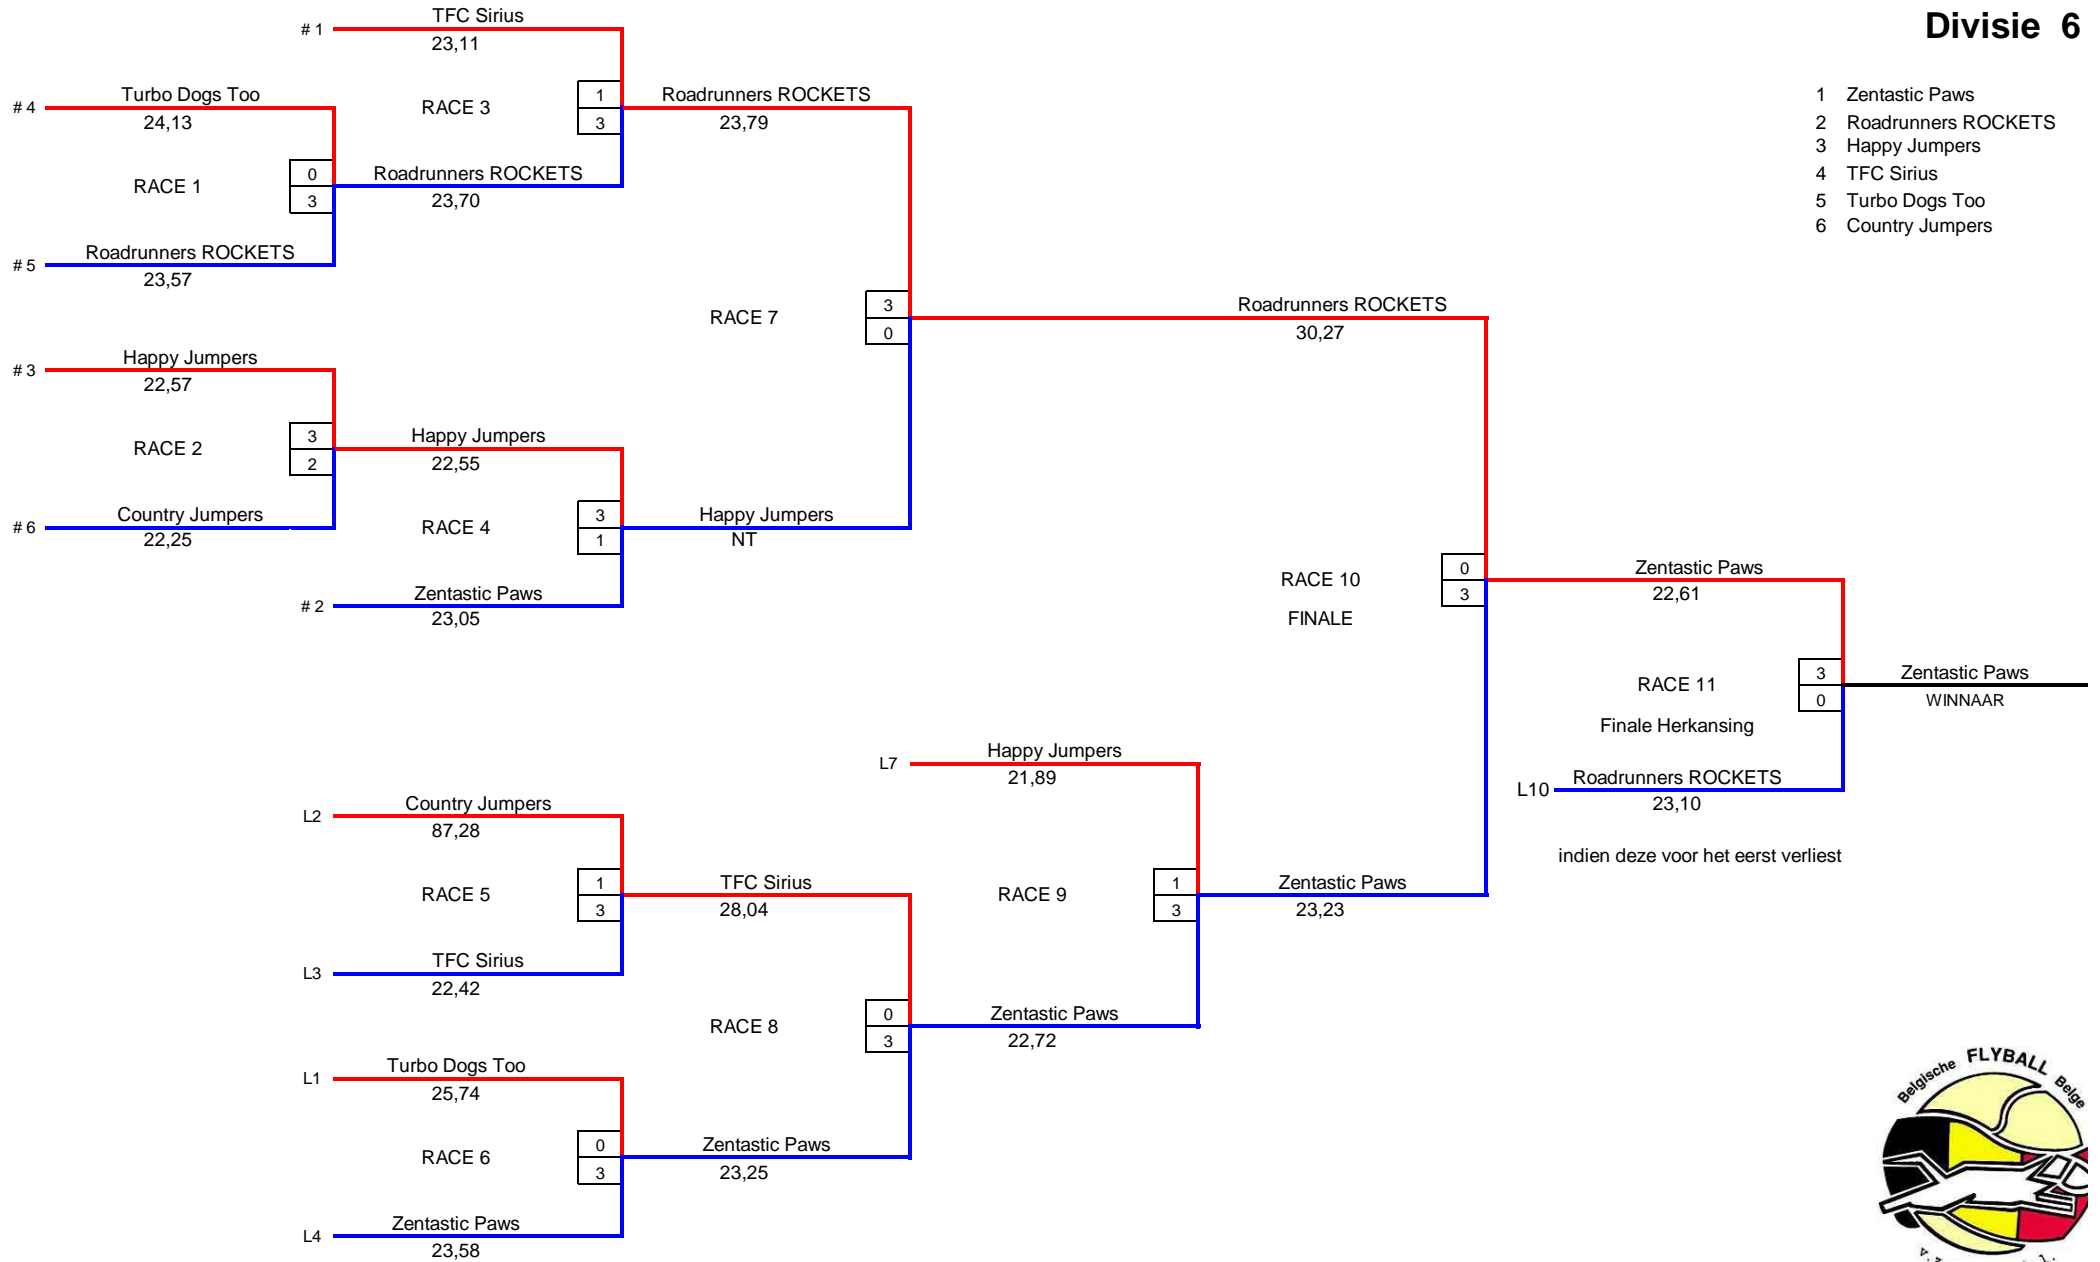 Divisie 6
1 Zentastic Paws
2 Roadrunners ROCKETS
3 Happy Jumpers
4 TFC Sirius
5 Turbo Dogs Too
6 Country Jumpers
# 1
TFC Sirius
23,11
# 4
Turbo Dogs Too
24,13
RACE 3
1
3
Roadrunners ROCKETS
23,79
RACE 1
0
3
Roadrunners ROCKETS
23,70
# 5
Roadrunners ROCKETS
23,57
RACE 7
3
0
Roadrunners ROCKETS
30,27
# 3
Happy Jumpers
22,57
RACE 2
3
2
Happy Jumpers
22,55
# 6
Country Jumpers
22,25
RACE 4
3
1
Happy Jumpers
NT
# 2
Zentastic Paws
23,05
RACE 10
FINALE
0
3
Zentastic Paws
22,61
RACE 11
Finale Herkansing
3
0
Zentastic Paws
WINNAAR
L10
Roadrunners ROCKETS
23,10
indien deze voor het eerst verliest
L7
Happy Jumpers
21,89
L2
Country Jumpers
87,28
RACE 5
1
3
TFC Sirius
28,04
RACE 9
1
3
Zentastic Paws
23,23
L3
TFC Sirius
22,42
RACE 8
0
3
Zentastic Paws
22,72
L1
Turbo Dogs Too
25,74
RACE 6
0
3
Zentastic Paws
23,25
L4
Zentastic Paws
23,58
Belgische FLYBALL Belge